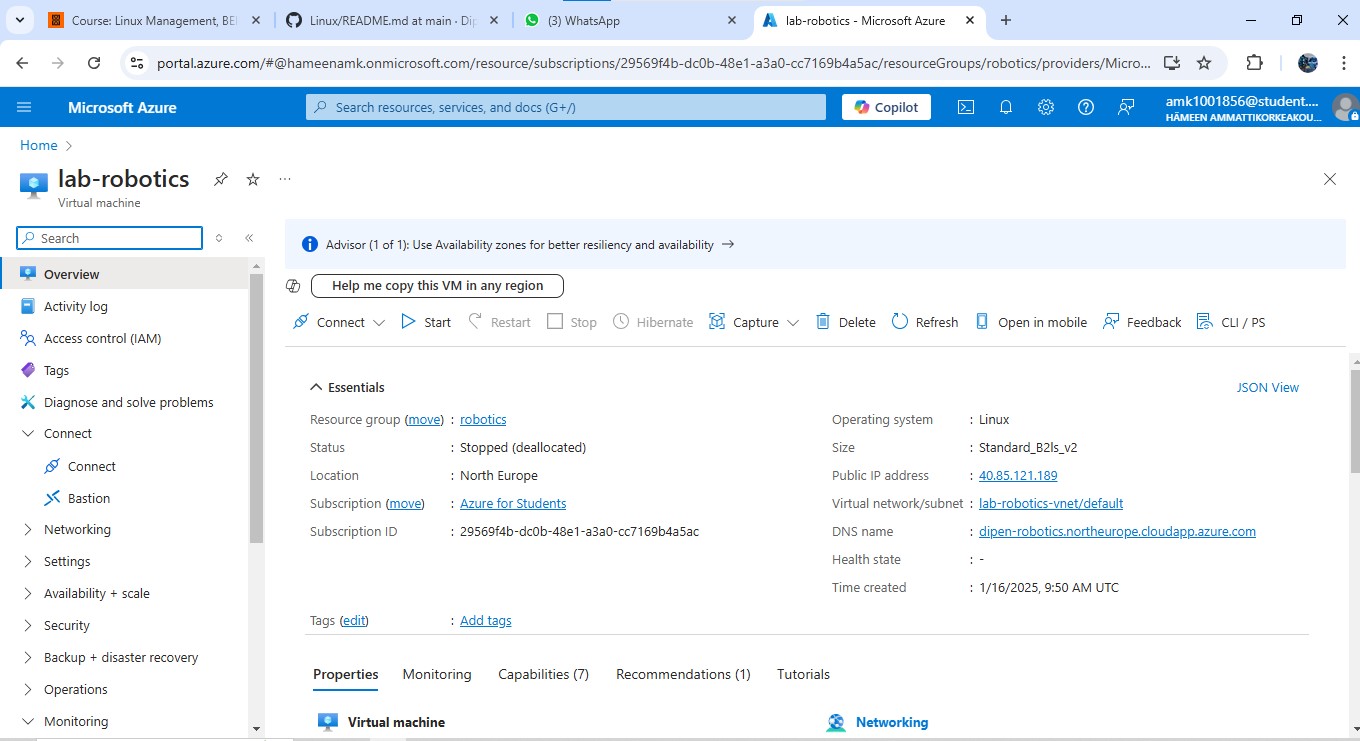 Course: Linux Management, BEI
Linux/README.md at main · Dip
(3) WhatsApp
lab-robotics - Microsoft Azure
portal.azure.com/#@hameenamk.onmicrosoft.com/resource/subscriptions/29569f4b-dc0b-48e1-a3a0-cc7169b4a5ac/resourceGroups/robotics/providers/Micro...
Microsoft Azure
Search resources, services, and docs (G+/)
Copilot
amk1001856@student....
HÄMEEN AMMATTIKORKEAKOU...
Home
lab-robotics
Virtual machine
Search
Overview
Activity log
Access control (IAM)
Tags
Diagnose and solve problems
Connect
Connect
Bastion
Networking
Settings
Availability + scale
Security
Backup + disaster recovery
Operations
Monitoring
Advisor (1 of 1): Use Availability zones for better resiliency and availability
Help me copy this VM in any region
Connect Start Restart Stop Hibernate Capture Delete Refresh Open in mobile Feedback CLI / PS
Essentials
JSON View
Resource group (move) : robotics
Status : Stopped (deallocated)
Location : North Europe
Subscription (move) : Azure for Students
Subscription ID : 29569f4b-dc0b-48e1-a3a0-cc7169b4a5ac
Operating system : Linux
Size : Standard_B2ls_v2
Public IP address : 40.85.121.189
Virtual network/subnet : lab-robotics-vnet/default
DNS name : dipen-robotics.northeurope.cloudapp.azure.com
Health state : -
Time created : 1/16/2025, 9:50 AM UTC
Tags (edit) : Add tags
Properties Monitoring Capabilities (7) Recommendations (1) Tutorials
Virtual machine
Networking